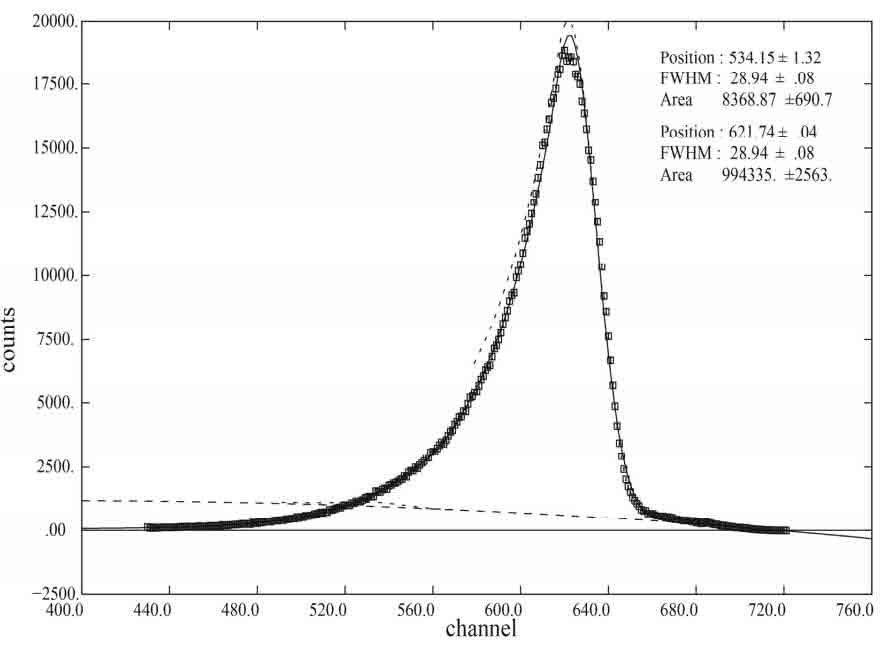 20000.
17500.
15000.
12500.
10000.
7500.
5000.
2500.
.00
−2500.
counts
Position : 534.15 ± 1.32
FWHM : 28.94 ± .08
Area 8368.87 ±690.7
Position : 621.74 ± .04
FWHM : 28.94 ± .08
Area 994335. ±2563.
400.0 440.0 480.0 520.0 560.0 600.0 640.0 680.0 720.0 760.0
channel